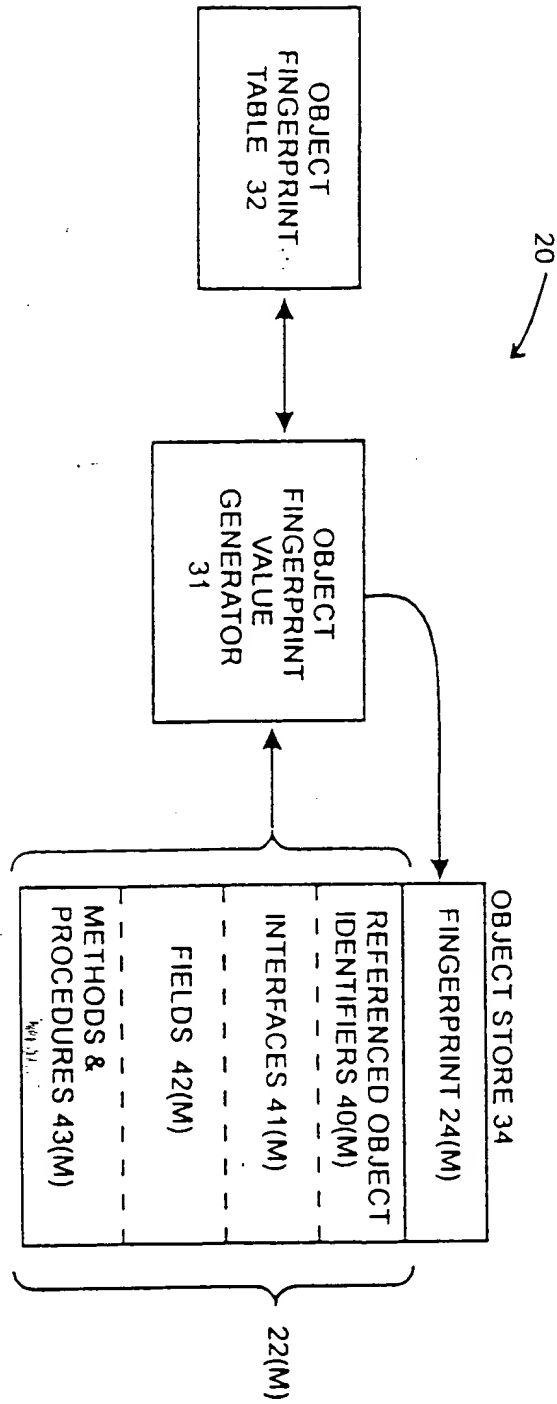 20
OBJECT
FINGERPRINT
TABLE 32
OBJECT
FINGERPRINT
VALUE
GENERATOR
31
OBJECT STORE 34
FINGERPRINT 24(M)
REFERENCED OBJECT
IDENTIFIERS 40(M)
INTERFACES 41(M)
FIELDS 42(M)
METHODS &
PROCEDURES 43(M)
22(M)